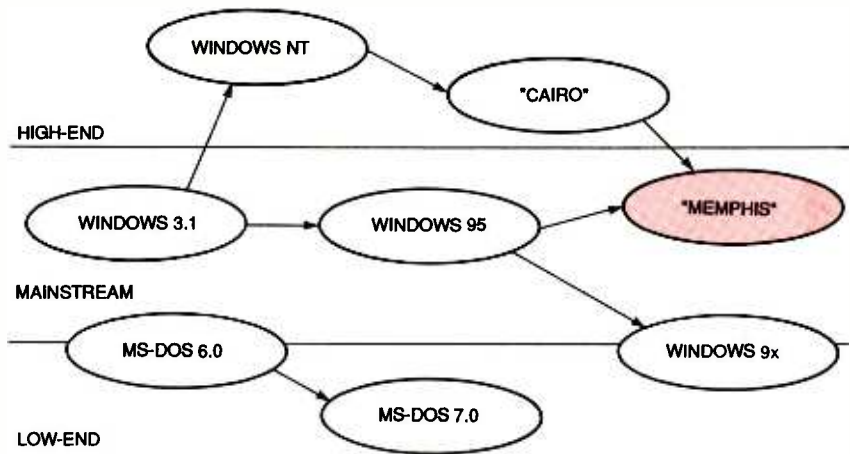 WINDOWS NT
"CAIRO"
HIGH-END
WINDOWS 3.1
WINDOWS 95
"MEMPHIS"
MAINSTREAM
MS-DOS 6.0
WINDOWS 9x
MS-DOS 7.0
LOW-END